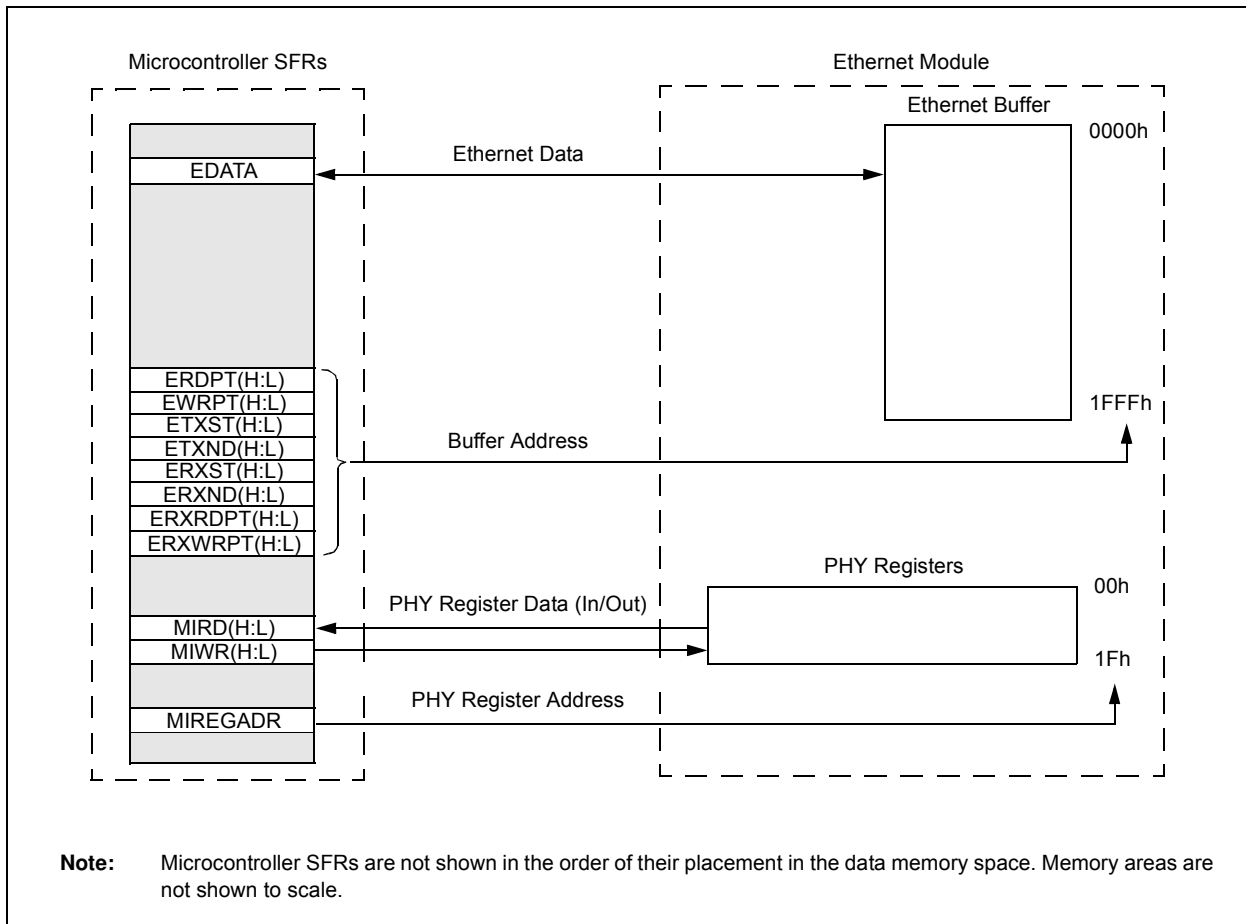 Microcontroller SFRs
Ethernet Module
Ethernet Buffer
0000h
Ethernet Data
EDATA
ERDPT(H:L)
EWRPT(H:L)
ETXST(H:L)
ETXND(H:L)
ERXST(H:L)
ERXND(H:L)
ERXRDPT(H:L)
ERXWRPT(H:L)
1FFFh
Buffer Address
PHY Registers
00h
PHY Register Data (In/Out)
MIRD(H:L)
MIWR(H:L)
1Fh
PHY Register Address
MIREGADR
Note: Microcontroller SFRs are not shown in the order of their placement in the data memory space. Memory areas are
not shown to scale.